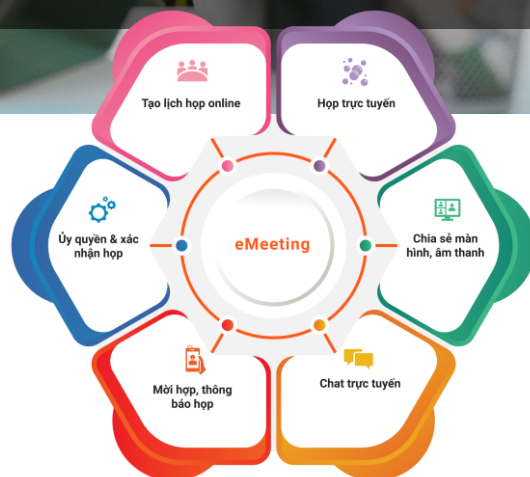 Tạo lịch họp online
Họp trực tuyến
Ủy quyền & xác
nhận họp
eMeeting
Chia sẻ màn
hình, âm thanh
Mời hợp, thông
báo họp
Chat trực tuyến